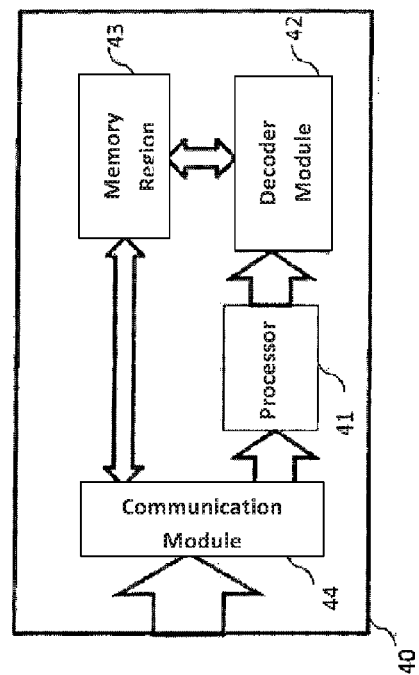 43
Memory
Region
42
Decoder
Module
Processor
41
Communication
Module
44
40